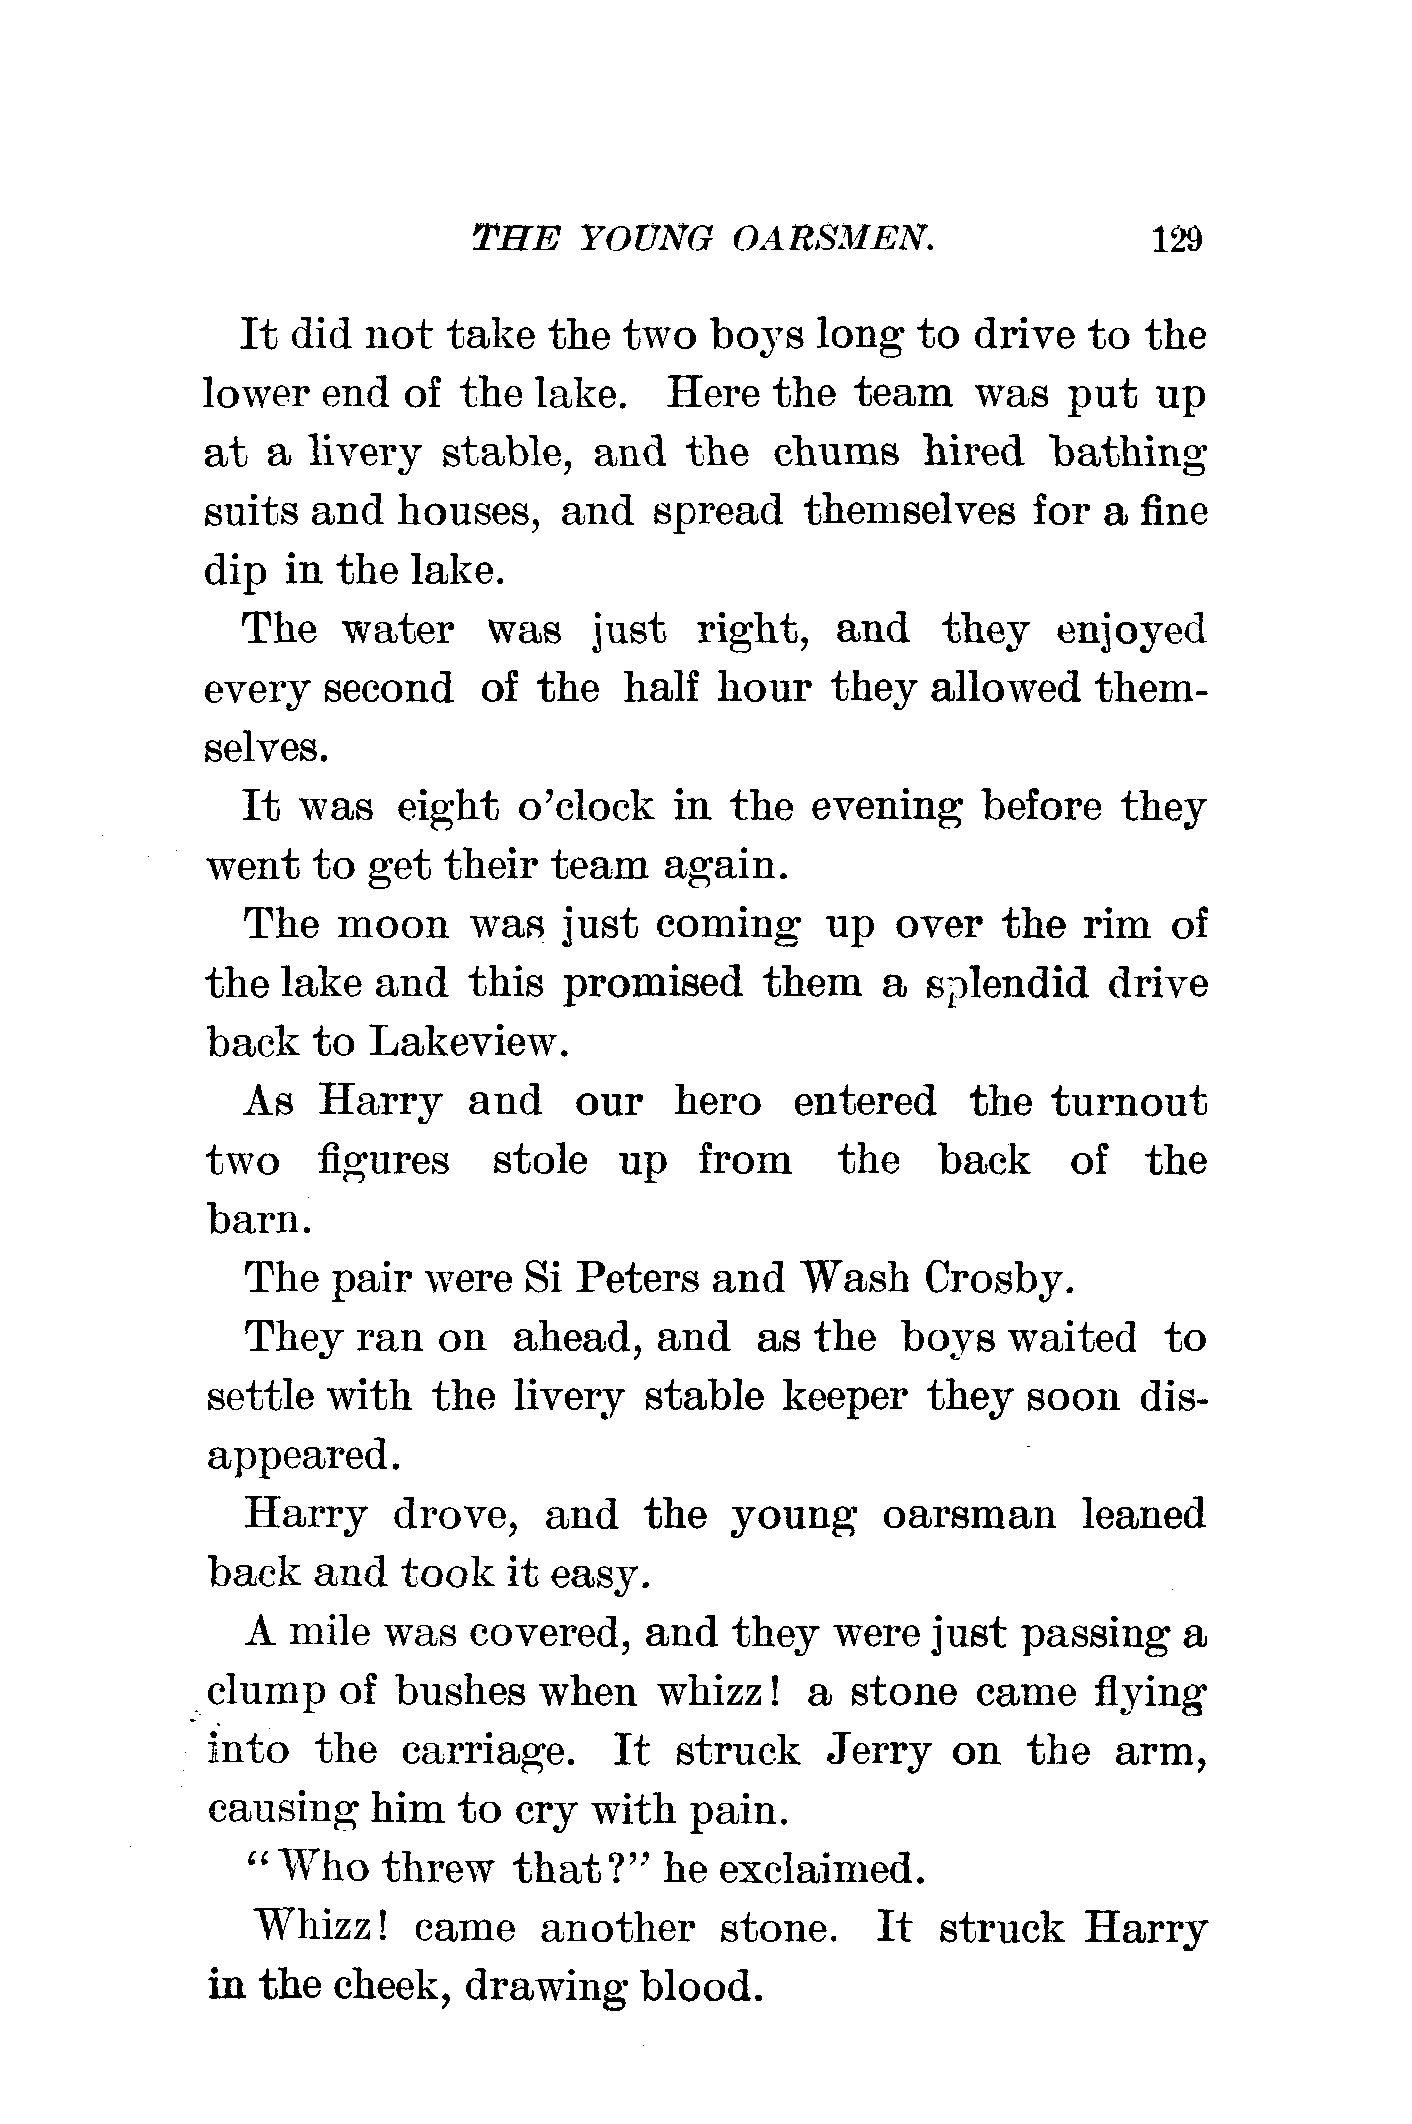 THE YOUNG OARSMEN. 129
It did not take the two boys long to drive to the
lower end of the lake. Here the team was put up
at a livery stable, and the chums hired bathing
suits and houses, and spread themselves for a fine
dip in the lake.
The water was just right, and they enjoyed
every second of the half hour they allowed them-
selves.
It was eight o'clock in the evening before they
went to get their team again.
The moon was just coming up over the rim of
the lake and this promised them a splendid drive
back to Lakeview.
As Harry and our hero entered the turnout
two figures stole up from the back of the
barn.
The pair were Si Peters and Wash Crosby.
They ran on ahead, and as the boys waited to
settle with the livery stable keeper they soon dis-
appeared.
Harry drove, and the young oarsman leaned
back and took it easy.
A mile was covered, and they were just passing a
clump of bushes when whizz! a stone came flying
into the carriage. It struck Jerry on the arm,
causing him to cry with pain.
"Who threw that?" he exclaimed.
Whizz! came another stone. It struck Harry
in the cheek, drawing blood.